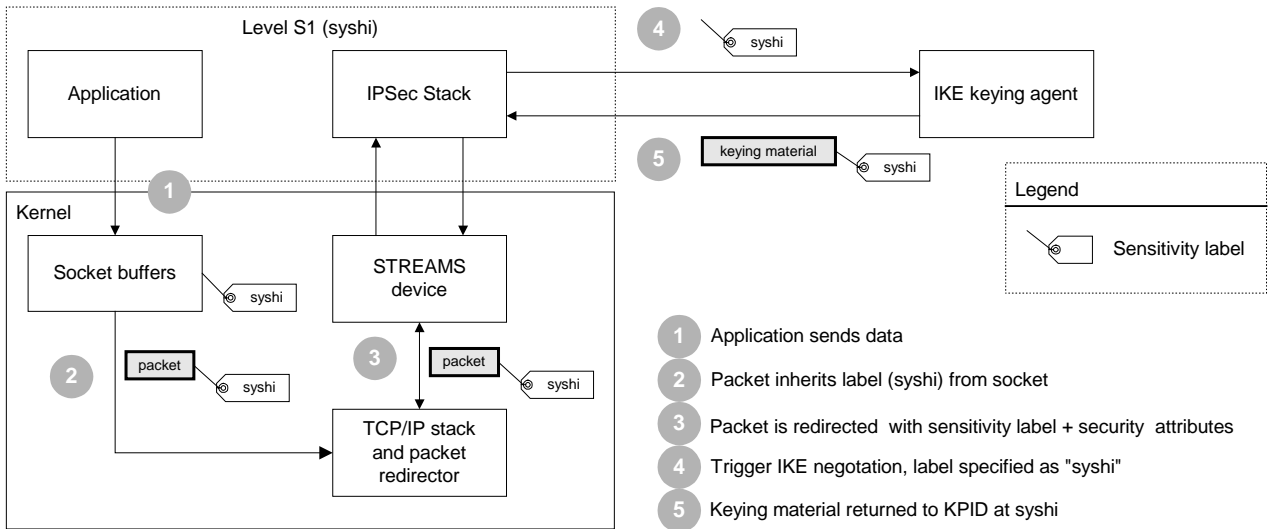 Level S1 (syshi)
4
syshi
Application
IPSec Stack
IKE keying agent
5
keying material
syshi
1
Kernel
Legend
Sensitivity label
Socket buffers
syshi
STREAMS
device
2
packet
syshi
3
packet
syshi
TCP/IP stack
and packet
redirector
1 Application sends data
2 Packet inherits label (syshi) from socket
3 Packet is redirected with sensitivity label + security attributes
4 Trigger IKE negotation, label specified as "syshi"
5 Keying material returned to KPID at syshi